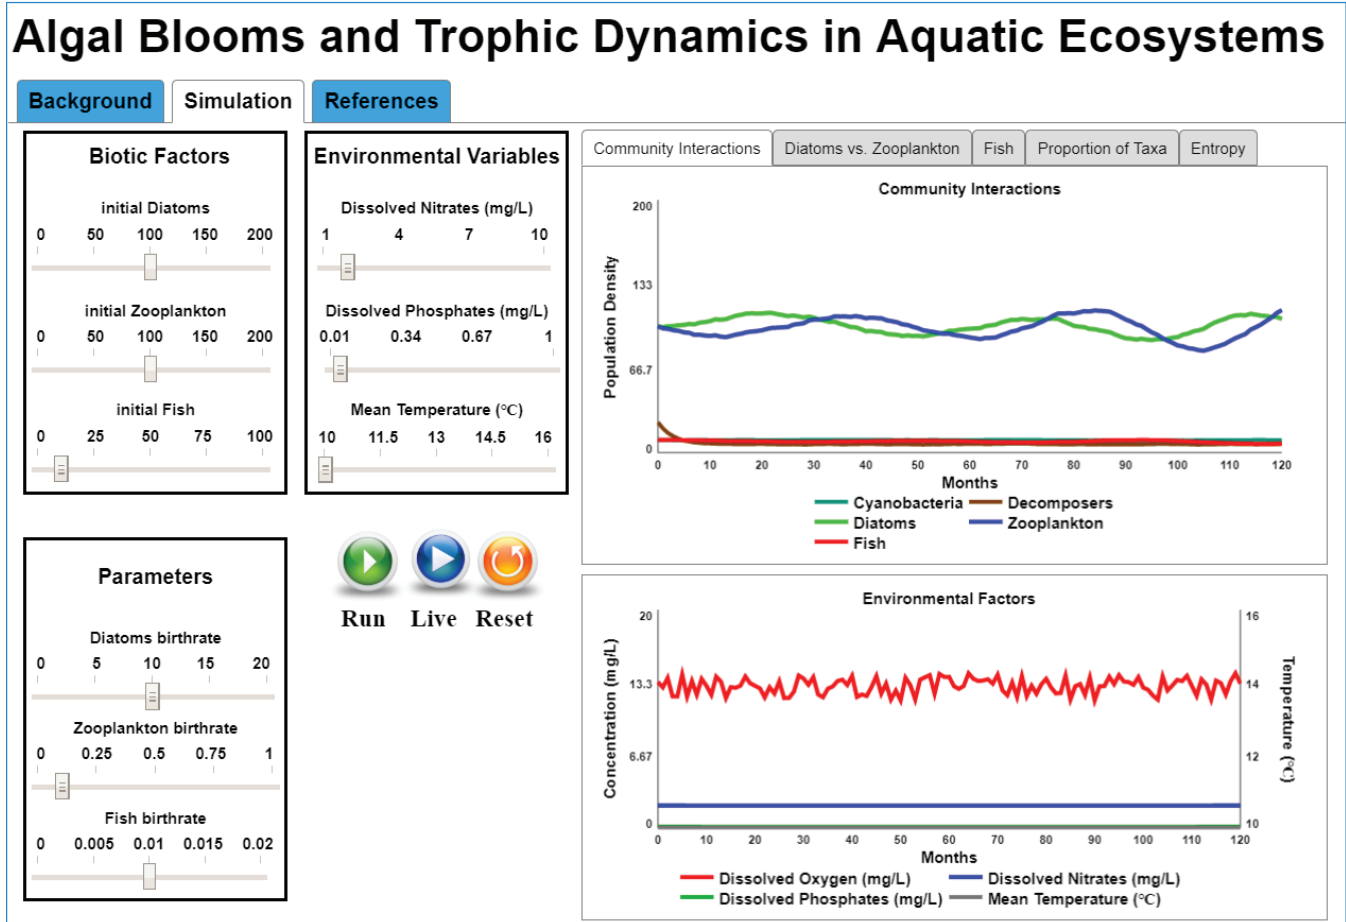 Algal Blooms and Trophic Dynamics in Aquatic Ecosystems
Background Simulation References
Biotic Factors
initial Diatoms
0 50 100 150 200
initial Zooplankton
0 50 100 150 200
initial Fish
0 25 50 75 100
Environmental Variables
Dissolved Nitrates (mg/L)
1 4 7 10
Dissolved Phosphates (mg/L)
0.01 0.34 0.67 1
Mean Temperature (°C)
10 11.5 13 14.5 16
Parameters
Diatoms birthrate
0 5 10 15 20
Zooplankton birthrate
0 0.25 0.5 0.75 1
Fish birthrate
0 0.005 0.01 0.015 0.02
Run Live Reset
Community Interactions Diatoms vs. Zooplankton Fish Proportion of Taxa Entropy
Community Interactions
Population Density
200
133
66.7
0
0 10 20 30 40 50 60 70 80 90 100 110 120
Months
Cyanobacteria Decomposers
Diatoms Zooplankton
Fish
Environmental Factors
Concentration (mg/L)
20
13.3
6.67
0
16
14
12
10
Temperature (°C)
0 10 20 30 40 50 60 70 80 90 100 110 120
Months
Dissolved Oxygen (mg/L) Dissolved Nitrates (mg/L)
Dissolved Phosphates (mg/L) Mean Temperature (°C)